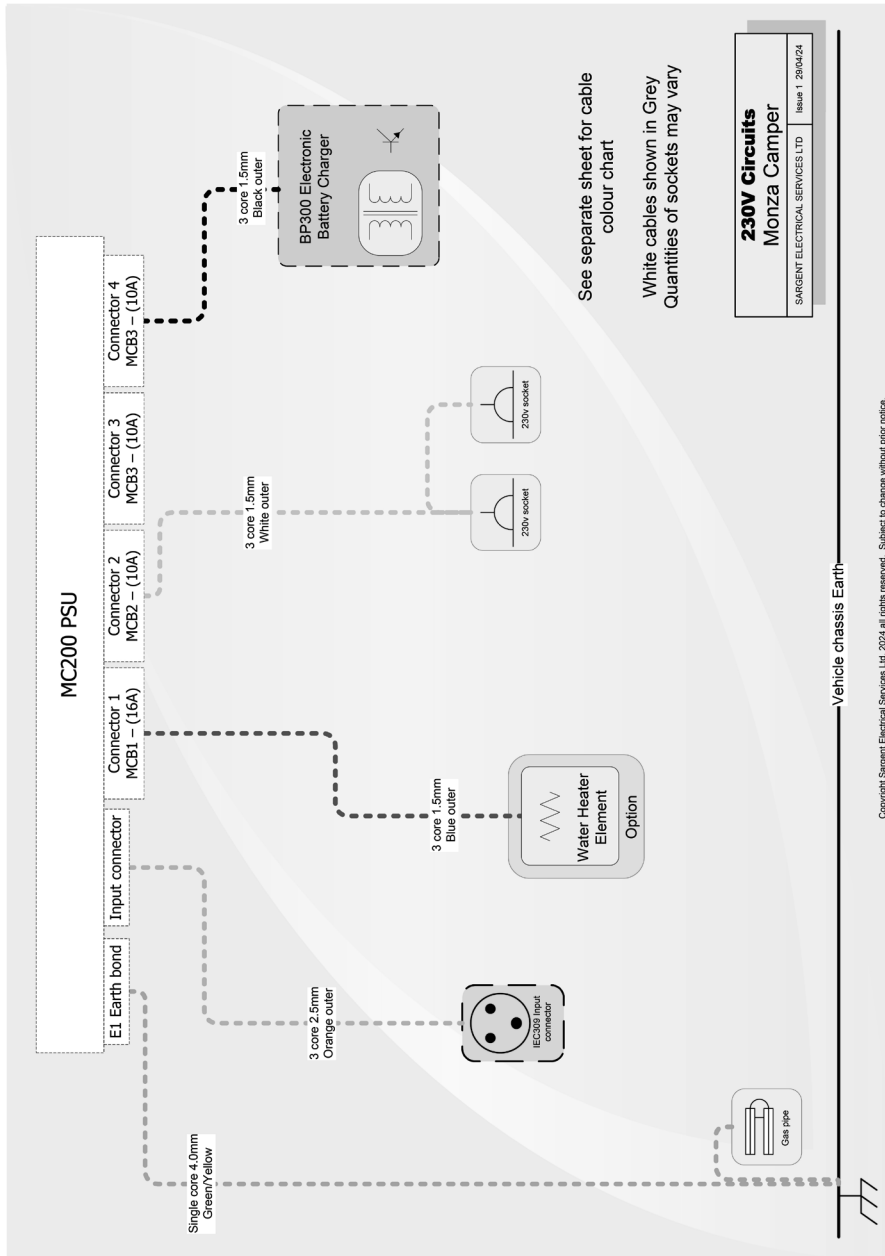 MC200 PSU
E1 Earth bond
Input connector
Connector 1
MCB1 – (16A)
Connector 2
MCB2 – (10A)
Connector 3
MCB3 – (10A)
Connector 4
MCB3 – (10A)
Single core 4.0mm
Green/Yellow
3 core 2.5mm
Orange outer
3 core 1.5mm
Blue outer
3 core 1.5mm
White outer
3 core 1.5mm
Black outer
BP300 Electronic
Battery Charger
IEC309 Input
connector
Water Heater
Element
Option
230v socket
230v socket
Gas pipe
See separate sheet for cable
colour chart
White cables shown in Grey
Quantities of sockets may vary
230V Circuits
Monza Camper
SARGENT ELECTRICAL SERVICES LTD
Issue 1 29/04/24
Vehicle chassis Earth
Copyright Sargent Electrical Services Ltd. 2024 all rights reserved. Subject to change without prior notice